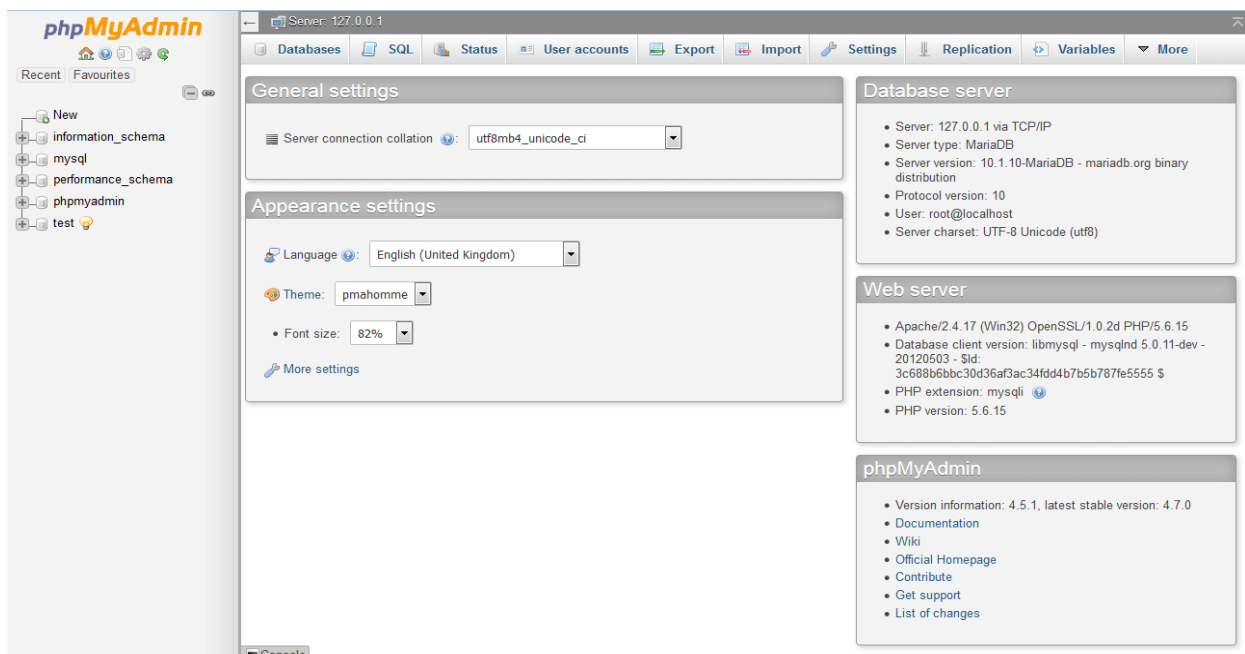 phpMyAdmin
Recent Favourites
New
information_schema
mysql
performance_schema
phpmyadmin
test
Server: 127.0.0.1
Databases SQL Status User accounts Export Import Settings Replication Variables More
General settings
Server connection collation : utf8mb4_unicode_ci
Appearance settings
Language : English (United Kingdom)
Theme: pmahomme
Font size: 82%
More settings
Database server
Server: 127.0.0.1 via TCP/IP
Server type: MariaDB
Server version: 10.1.10-MariaDB - mariadb.org binary
distribution
Protocol version: 10
User: root@localhost
Server charset: UTF-8 Unicode (utf8)
Web server
Apache/2.4.17 (Win32) OpenSSL/1.0.2d PHP/5.6.15
Database client version: libmysql - mysqlnd 5.0.11-dev -
20120503 - $Id:
3c688b6bbc30d36af3ac34fdd4b7b5b787fe5555 $
PHP extension: mysqli
PHP version: 5.6.15
phpMyAdmin
Version information: 4.5.1, latest stable version: 4.7.0
Documentation
Wiki
Official Homepage
Contribute
Get support
List of changes
Console